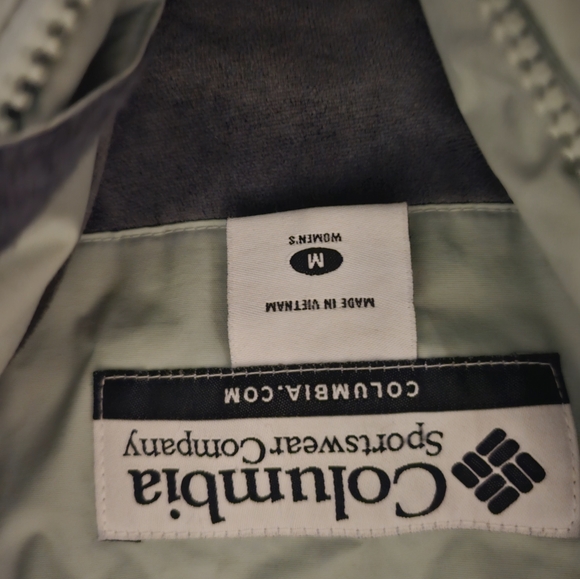 Columbia
Sportswear Company
COLUMBIA.COM
MADE IN VIETNAM
M
WOMEN'S